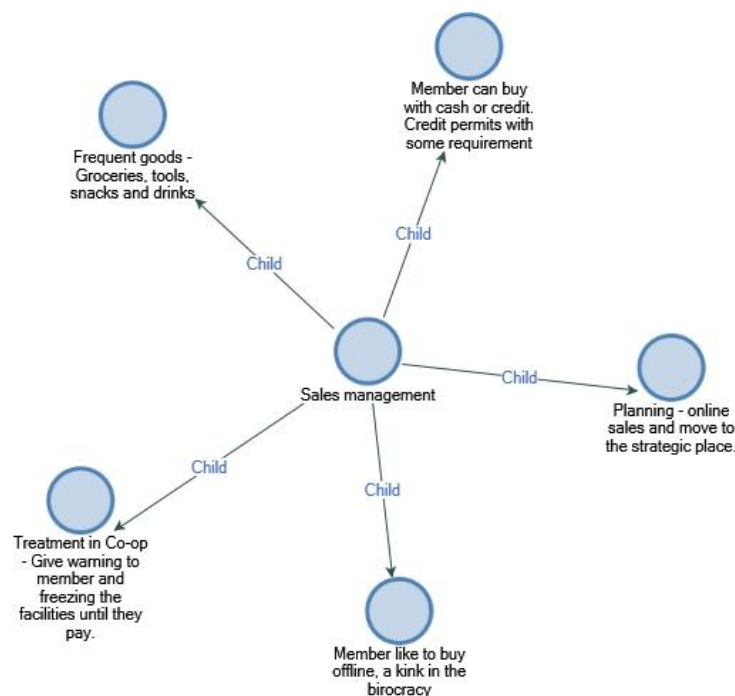 Member can buy
with cash or credit.
Credit permits with
some requirement
Frequent goods -
Groceries, tools,
snacks and drinks
Child
Child
Sales management
Child
Planning - online
sales and move to
the strategic place.
Child
Child
Treatment in Co-op
- Give warning to
member and
freezing the
facilities until they
pay.
Member like to buy
offline, a kink in the
birocracy